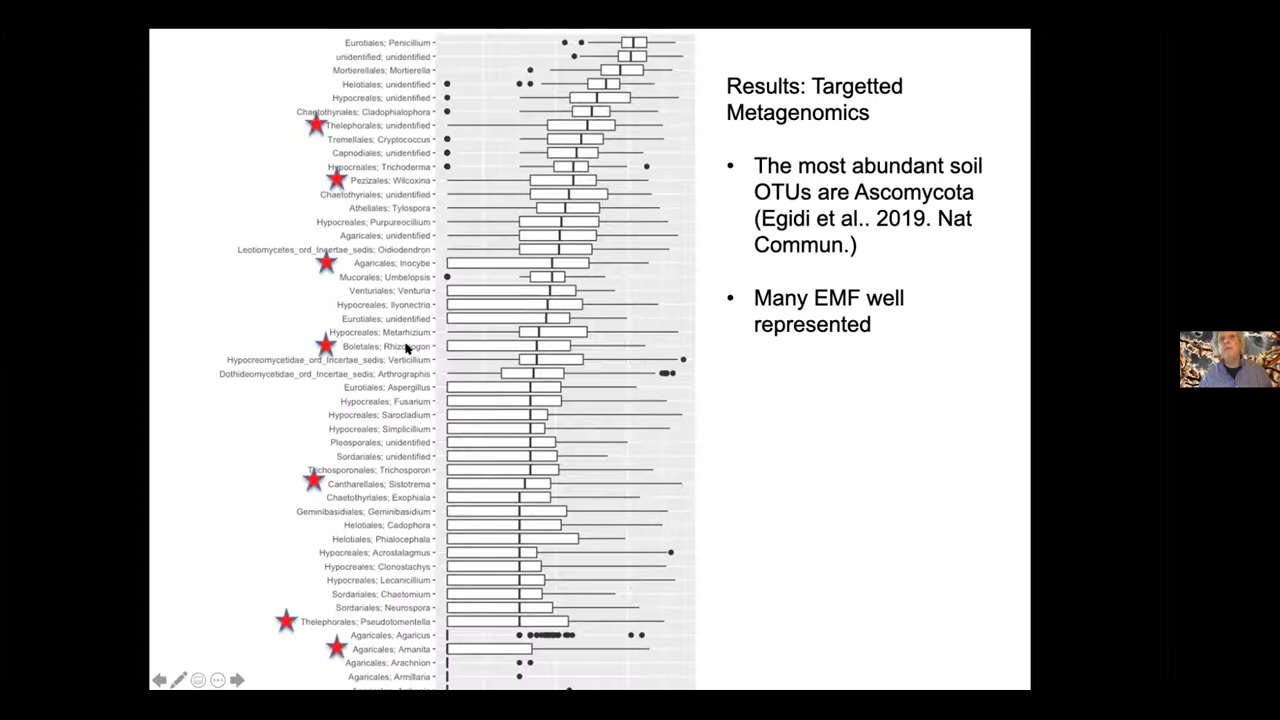 Eurotiales; Penicillium
unidentified; unidentified
Mortierellales; Mortierella
Helotiales; unidentified
Hypocreales; unidentified
Chaetothyriales; Cladophialophora
Thelephorales; unidentified
Tremellales; Cryptococcus
Capnodiales; unidentified
Hypocreales; Trichoderma
Pezizales; Wilcoxina
Chaetothyriales; unidentified
Atheliales; Tylospora
Hypocreales; Purpureocillium
Agaricales; unidentified
Leotiomycetes_ord_Incertae_sedis; Oidiodendron
Agaricales; Inocybe
Mucorales; Umbelopsis
Venturiales; Venturia
Hypocreales; Ilyonectria
Eurotiales; unidentified
Hypocreales; Metarhizium
Boletales; Rhizopogon
Hypocreomycetidae_ord_Incertae_sedis; Verticillium
Dothideomycetidae_ord_Incertae_sedis; Arthrographis
Eurotiales; Aspergillus
Hypocreales; Fusarium
Hypocreales; Sarocladium
Hypocreales; Simplicillium
Pleosporales; unidentified
Sordariales; unidentified
Trichosporonales; Trichosporon
Cantharellales; Sistotrema
Chaetothyriales; Exophiala
Geminibasidiales; Geminibasidium
Helotiales; Cadophora
Helotiales; Phialocephala
Hypocreales; Acrostalagmus
Hypocreales; Clonostachys
Hypocreales; Lecanicillium
Sordariales; Chaetomium
Sordariales; Neurospora
Thelephorales; Pseudotomentella
Agaricales; Agaricus
Agaricales; Amanita
Agaricales; Arachnion
Agaricales; Armillaria
Results: Targetted
Metagenomics
• The most abundant soil
OTUs are Ascomycota
(Egidi et al.. 2019. Nat
Commun.)
• Many EMF well
represented